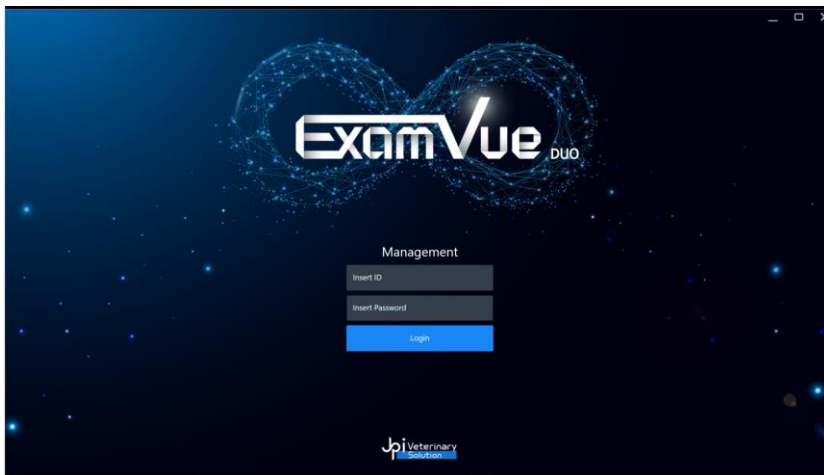 ExamVue DUO
Management
Insert ID
Insert Password
Login
JPI Veterinary
Solution